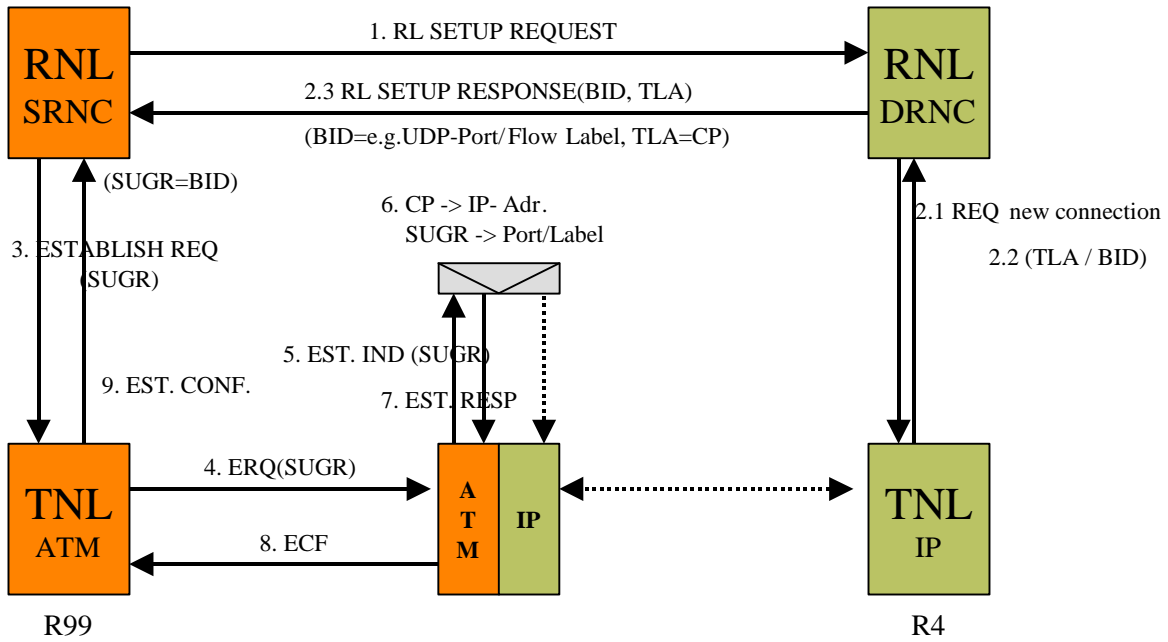 1. RL SETUP REQUEST
RNL
SRNC
RNL
DRNC
2.3 RL SETUP RESPONSE(BID, TLA)
(BID=e.g.UDP-Port/Flow Label, TLA=CP)
(SUGR=BID)
6. CP -> IP- Adr.
SUGR -> Port/Label
2.1 REQ  new connection
2.2 (TLA / BID)
3. ESTABLISH REQ
(SUGR)
5. EST. IND (SUGR)
9. EST. CONF.
7. EST. RESP
4. ERQ(SUGR)
TNL
ATM
A
T
M
IP
TNL
IP
8. ECF
R99
R4